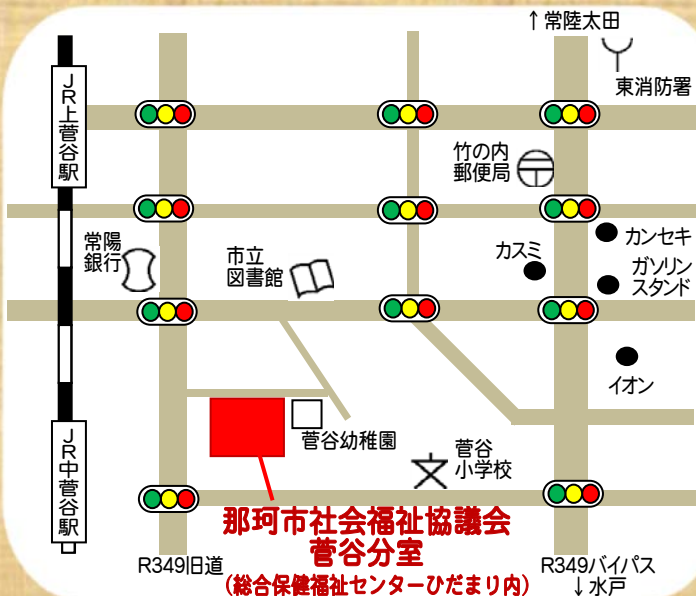 ↑常陸太田
東消防署
JR上菅谷駅
竹の内
郵便局
カンセキ
常陽
銀行
市立
図書館
カスミ
ガソリン
スタンド
イオン
菅谷幼稚園
菅谷
小学校
JR中菅谷駅
那珂市社会福祉協議会
菅谷分室
(総合保健福祉センターひだまり内)
R349旧道
R349バイパス
↓水戸